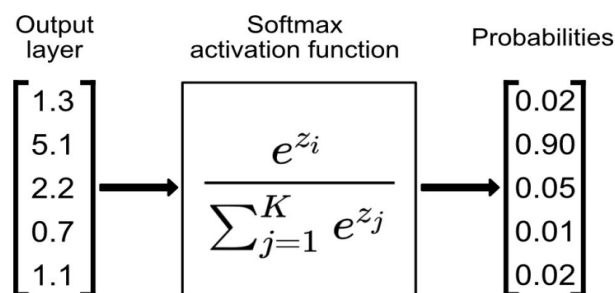 Output
layer
1.3
5.1
2.2
0.7
1.1
Softmax
activation function
e^{z_i}
∑_{j=1}^{K} e^{z_j}
Probabilities
0.02
0.90
0.05
0.01
0.02